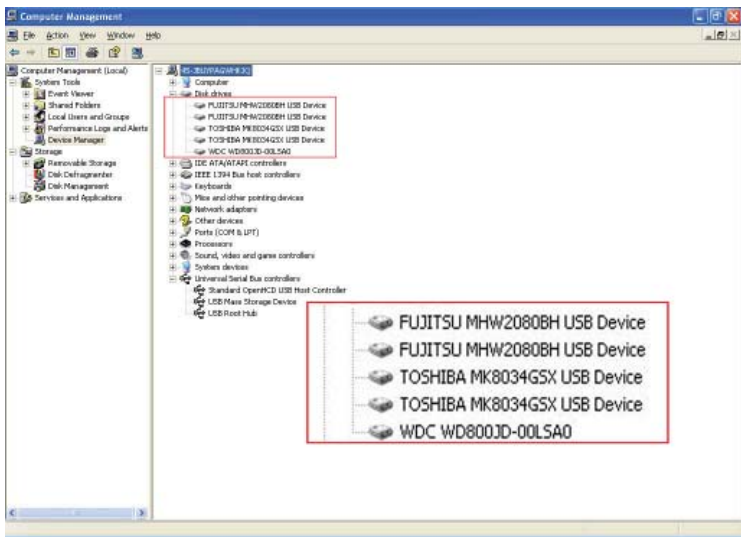 Computer Management
File Action View Window Help
Computer Management (Local)
System Tools
Event Viewer
Shared Folders
Local Users and Groups
Performance Logs and Alerts
Device Manager
Storage
Removable Storage
Disk Defragmenter
Disk Management
Services and Applications
Computer
Disk drives
FUJITSU MHW2080BH USB Device
FUJITSU MHW2080BH USB Device
TOSHIBA MK8034GSX USB Device
TOSHIBA MK8034GSX USB Device
WDC WD800JD-00LSA0
IDE ATA/ATAPI controllers
IEEE 1394 Bus host controllers
Keyboards
Mice and other pointing devices
Network adapters
Other devices
Ports (COM & LPT)
Processors
Sound, video and game controllers
System devices
Universal Serial Bus controllers
Standard OpenHCD USB Host Controller
USB Mass Storage Device
USB Root Hub
FUJITSU MHW2080BH USB Device
FUJITSU MHW2080BH USB Device
TOSHIBA MK8034GSX USB Device
TOSHIBA MK8034GSX USB Device
WDC WD800JD-00LSA0